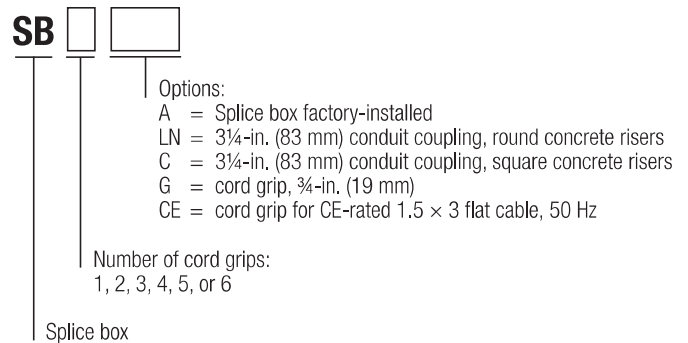 SB
Options:
A = Splice box factory-installed
LN = 3¼-in. (83 mm) conduit coupling, round concrete risers
C = 3¼-in. (83 mm) conduit coupling, square concrete risers
G = cord grip, ¾-in. (19 mm)
CE = cord grip for CE-rated 1.5 × 3 flat cable, 50 Hz
Number of cord grips:
1, 2, 3, 4, 5, or 6
Splice box